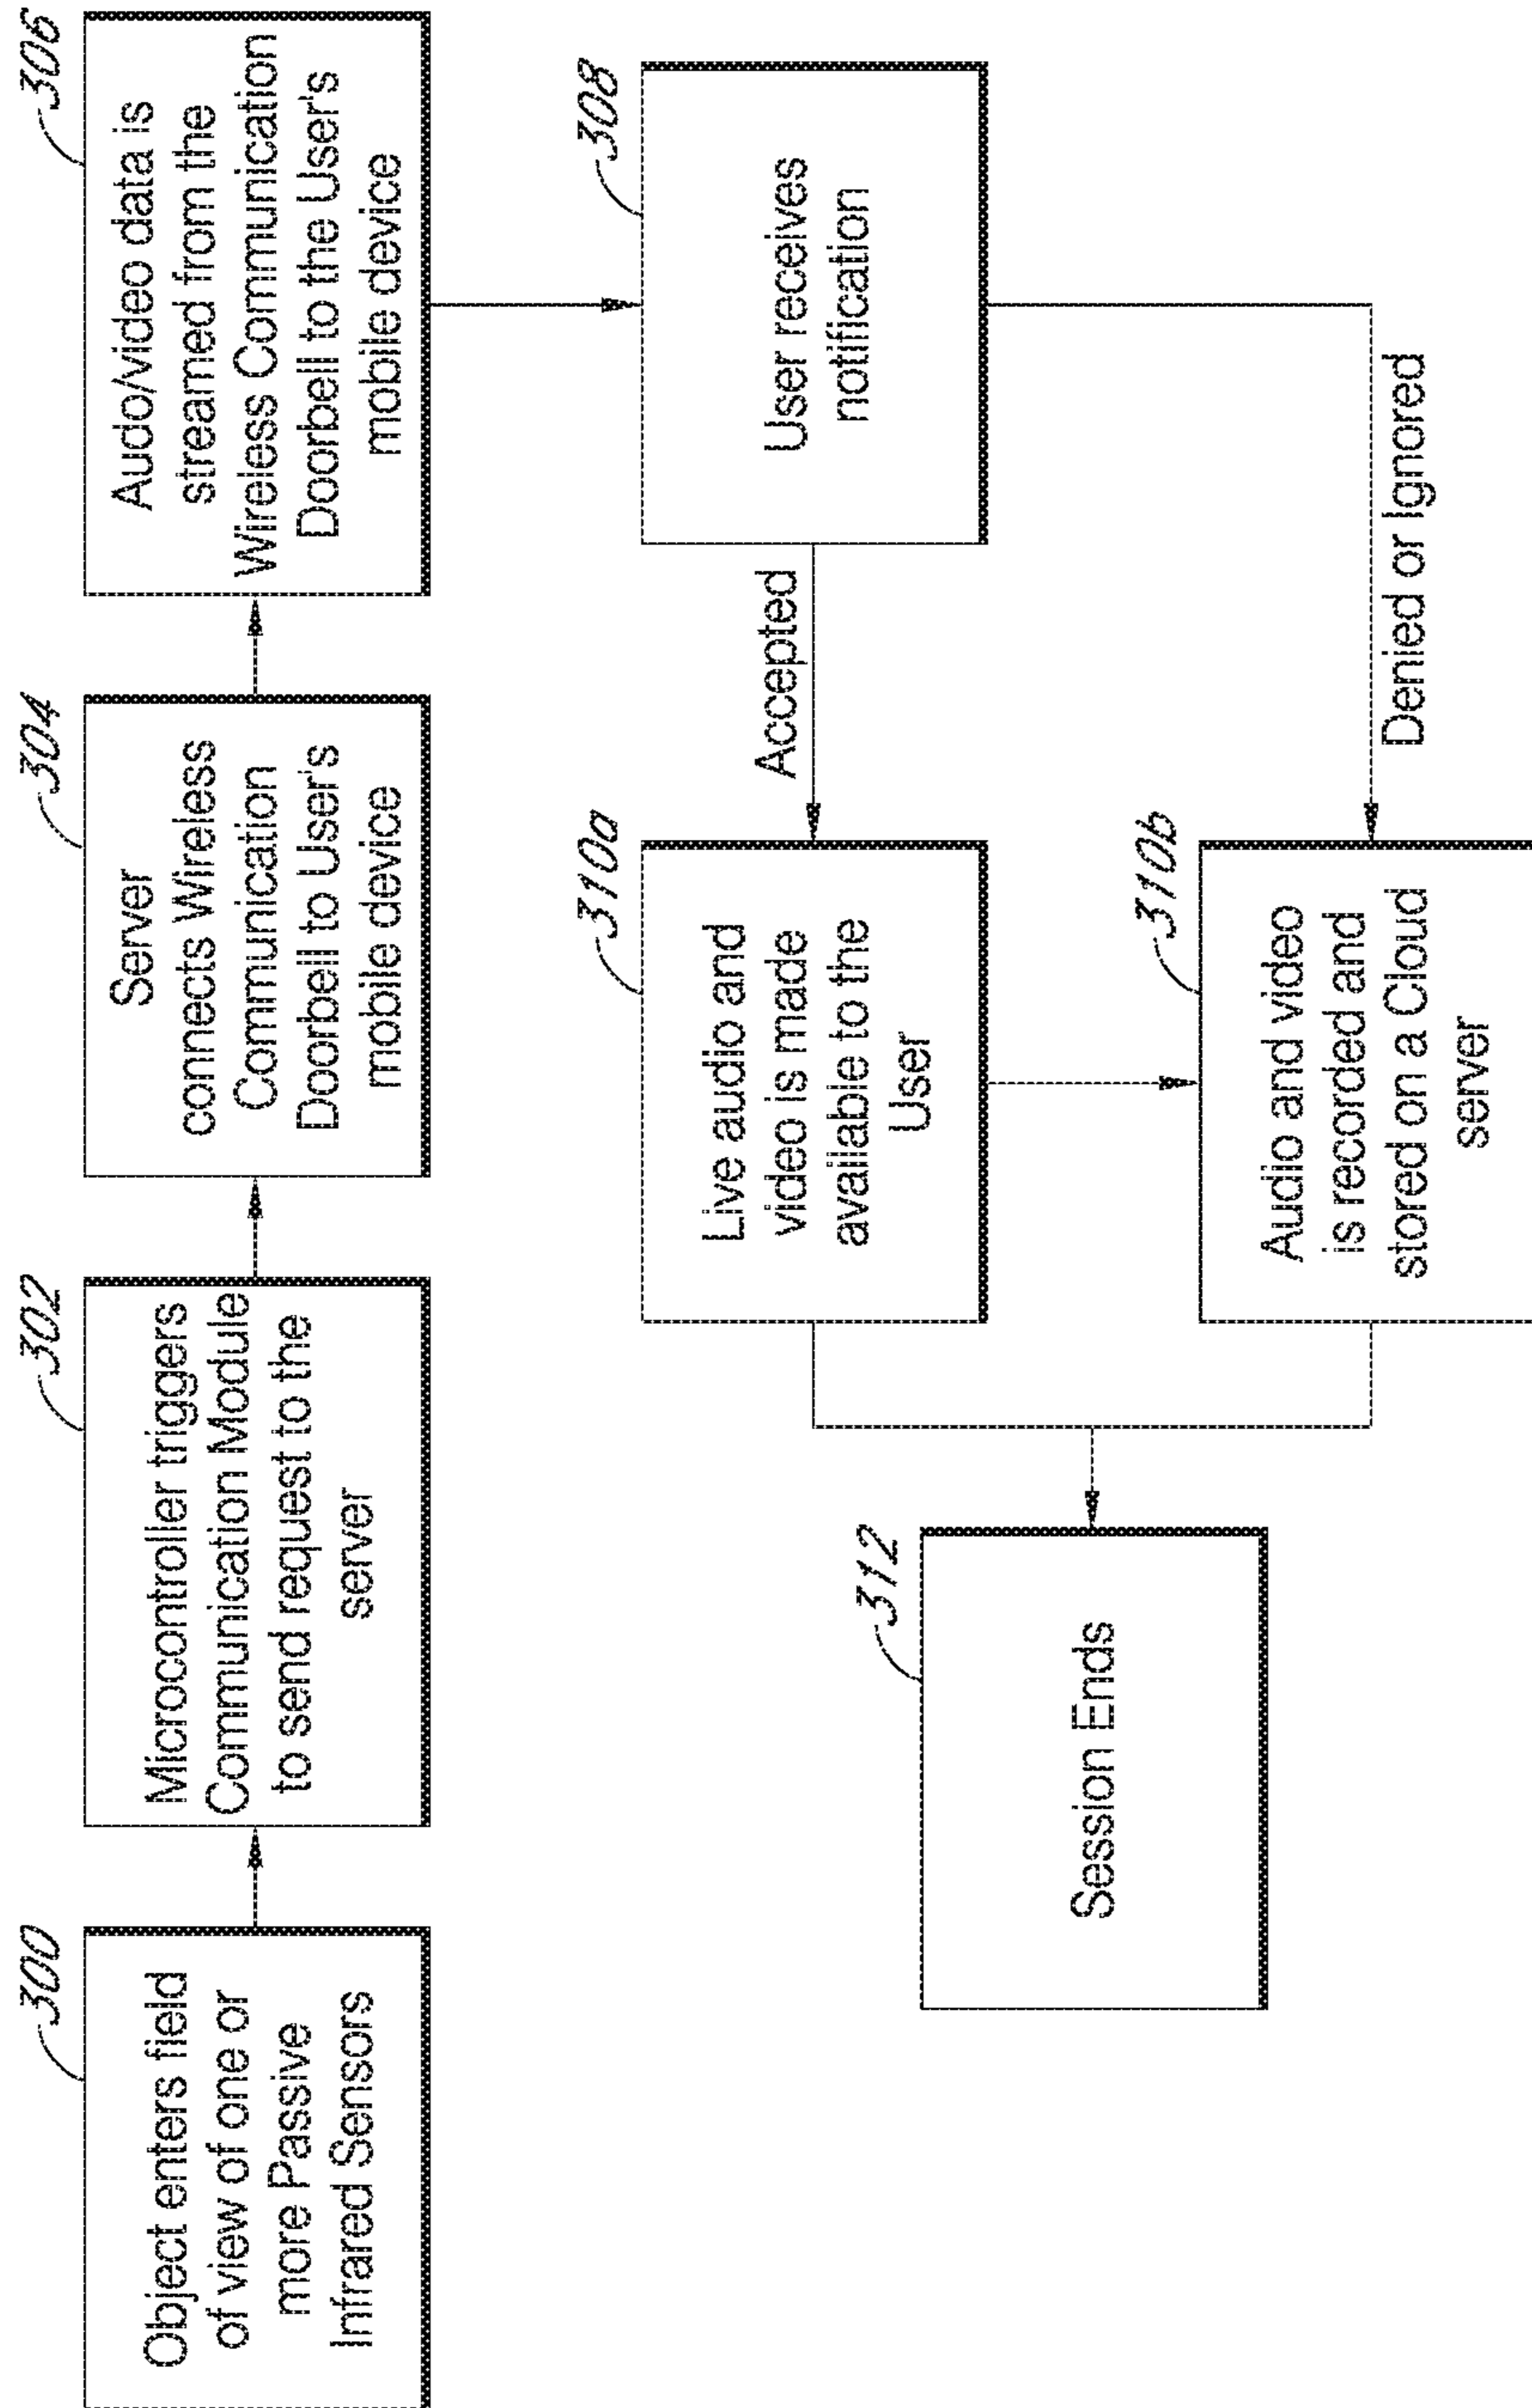 300
Object enters field
of view of one or
more Passive
Infrared Sensors
302
Microcontroller triggers
Communication Module
to send request to the
server
304
Server
connects Wireless
Communication
Doorbell to User's
mobile device
306
Audo/video data is
streamed from the
Wireless Communication
Doorbell to the User's
mobile device
308
User receives
notification
Accepted
Denied or Ignored
310a
Live audio and
video is made
available to the
User
310b
Audio and video
is recorded and
stored on a Cloud
server
312
Session Ends